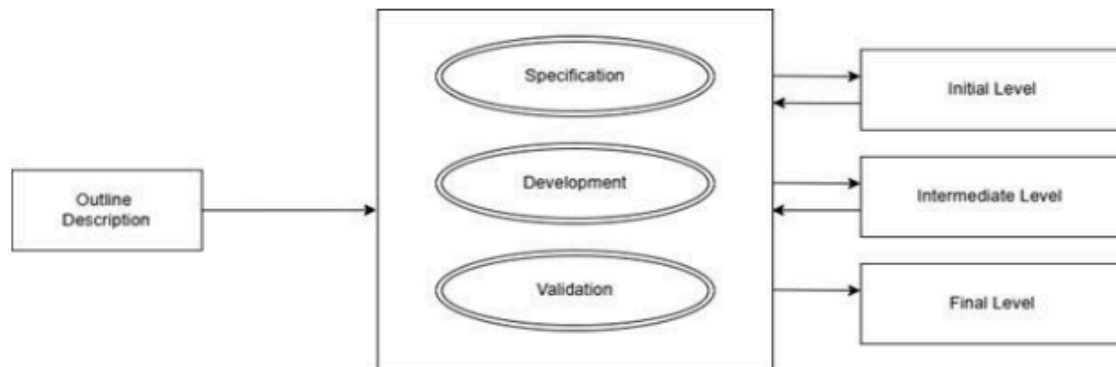 Specification
Initial Level
Outline
Description
Development
Intermediate Level
Validation
Final Level